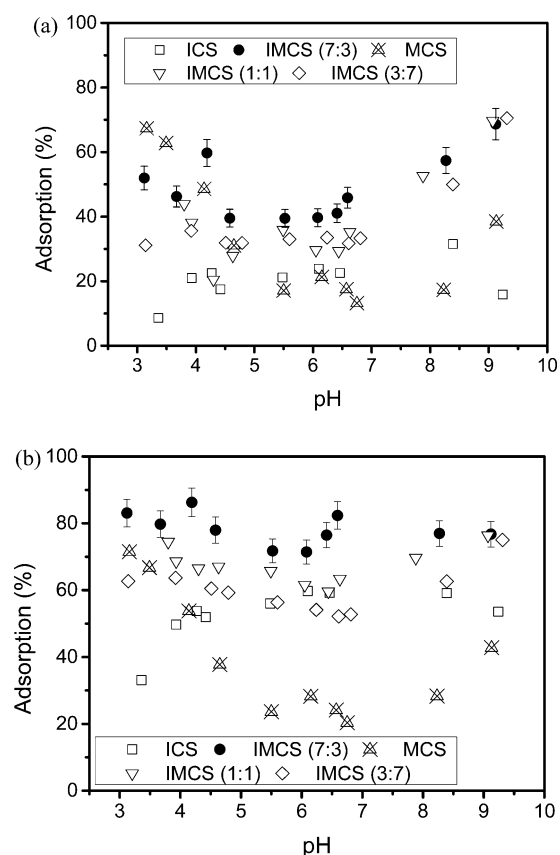 (a)
ICS IMCS (7:3) MCS
IMCS (1:1) IMCS (3:7)
100
80
60
40
20
0
Adsorption (%)
3 4 5 6 7 8 9 10
pH
(b)
100
80
60
40
20
0
Adsorption (%)
ICS IMCS (7:3) MCS
IMCS (1:1) IMCS (3:7)
3 4 5 6 7 8 9 10
pH